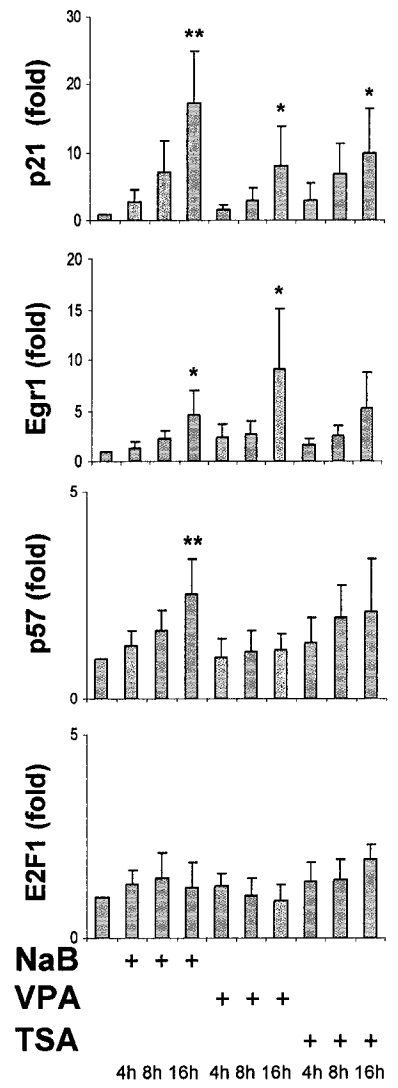 30
20
10
0
p21 (fold)
**
*
*
20
15
10
5
0
Egr1 (fold)
*
*
5
0
p57 (fold)
**
5
0
E2F1 (fold)
NaB + + +
VPA + + +
TSA + + +
4h 8h 16h 4h 8h 16h 4h 8h 16h